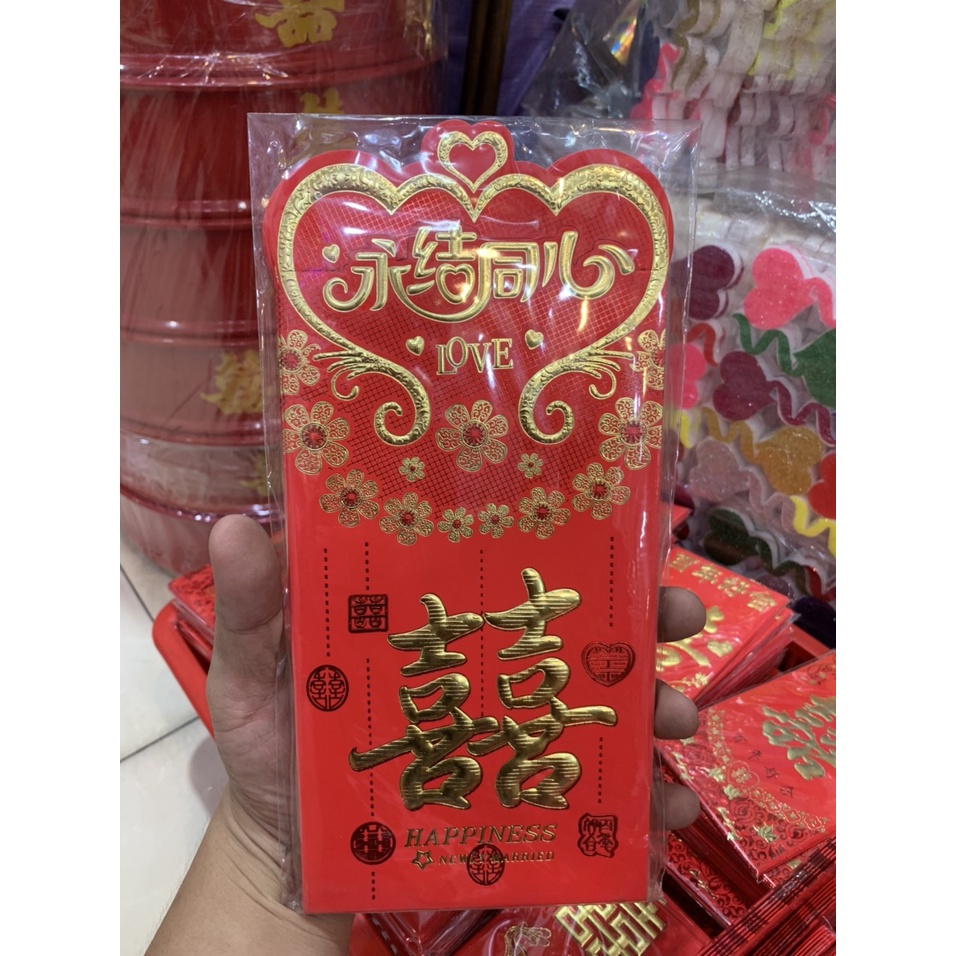 永结同心
LOVE
囍
HAPPINESS
NEWLY MARRIED